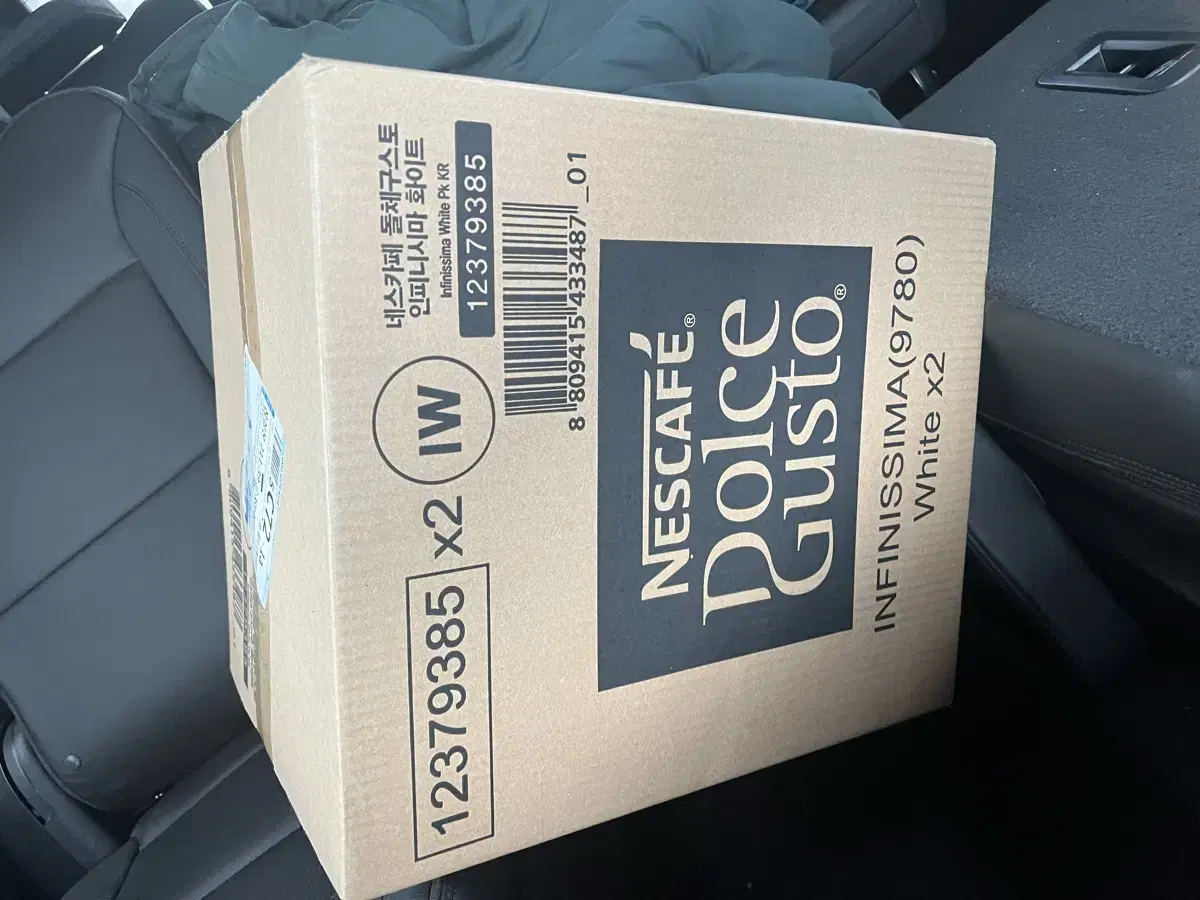 네스카페 돌체구스토
인피니시마 화이트
Infinissima White Pk KR
12379385
12379385 x2 IW
8 809415 433487 _01
NESCAFÉ®
Dolce
Gusto®
INFINISSIMA(9780)
White x2